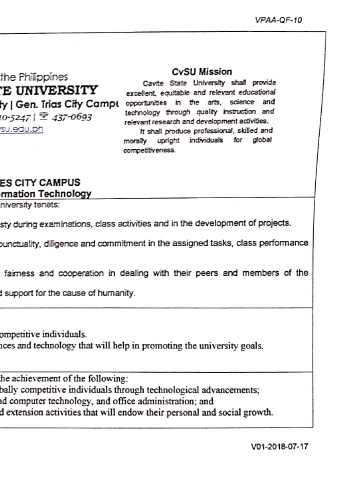 VPAA-QF-10
the Philippines
TE UNIVERSITY
ty | Gen. Trias City Campu
10-5247 | ☏ 437-0693
vsu.edu.ph
CvSU Mission
Cavite State University shall provide
excellent, equitable and relevant educational
opportunities in the arts, science and
technology through quality instruction and
relevant research and development activities.
It shall produce professional, skilled and
morally upright individuals for global
competitiveness.
ES CITY CAMPUS
rmation Technology
niversity tenets:
sty during examinations, class activities and in the development of projects.
punctuality, diligence and commitment in the assigned tasks, class performance
fairness and cooperation in dealing with their peers and members of the
d support for the cause of humanity.
ompetitive individuals.
nces and technology that will help in promoting the university goals.
he achievement of the following:
bally competitive individuals through technological advancements;
nd computer technology, and office administration; and
d extension activities that will endow their personal and social growth.
V01-2018-07-17